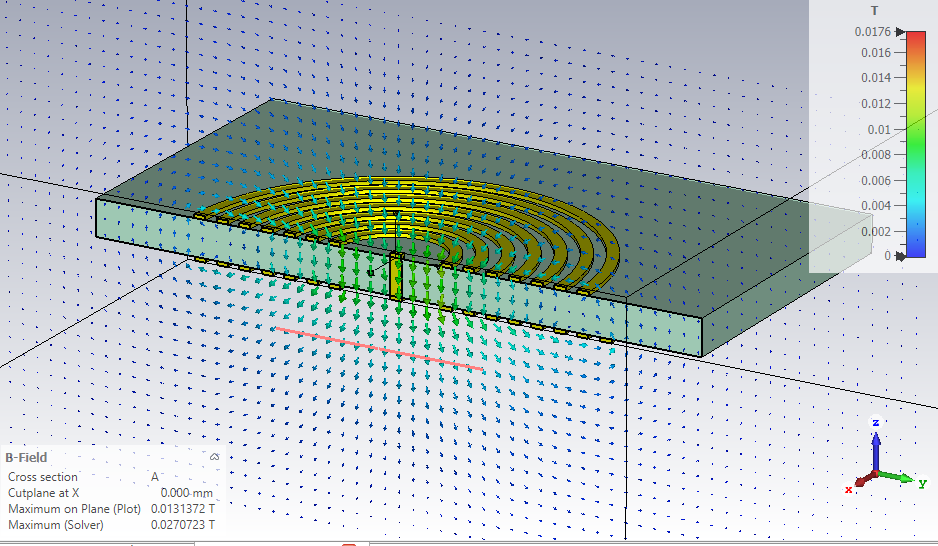 T
0.0176
0.016
0.014
0.012
0.01
0.008
0.006
0.004
0.002
0
z
y
x
B-Field
Cross section A
Cutplane at X 0.000 mm
Maximum on Plane (Plot) 0.0131372 T
Maximum (Solver) 0.0270723 T